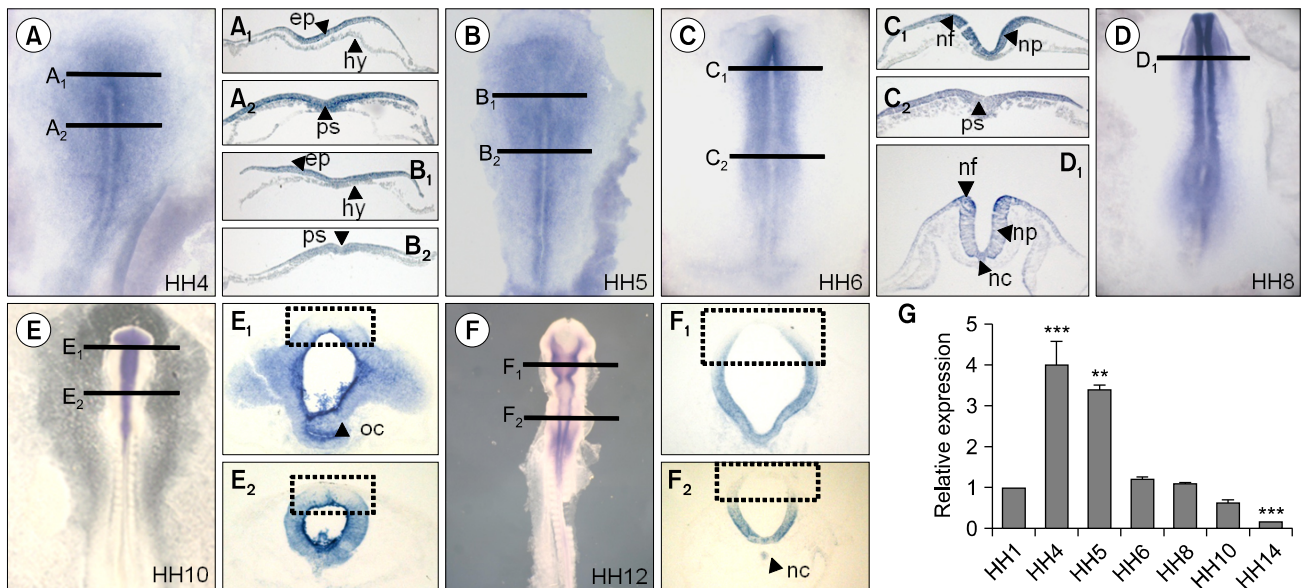 A
A1
A2
HH4
A1
ep
hy
A2
ps
ep
B1
hy
ps
B2
B
B1
B2
HH5
C
C1
C2
HH6
C1
nf
np
C2
ps
D1
nf
np
nc
D
D1
HH8
E
E1
E2
HH10
E1
oc
E2
F
F1
F2
HH12
F1
F2
nc
G
Relative expression
5
4
3
2
1
0
***
**
***
HH1 HH4 HH5 HH6 HH8 HH10 HH14